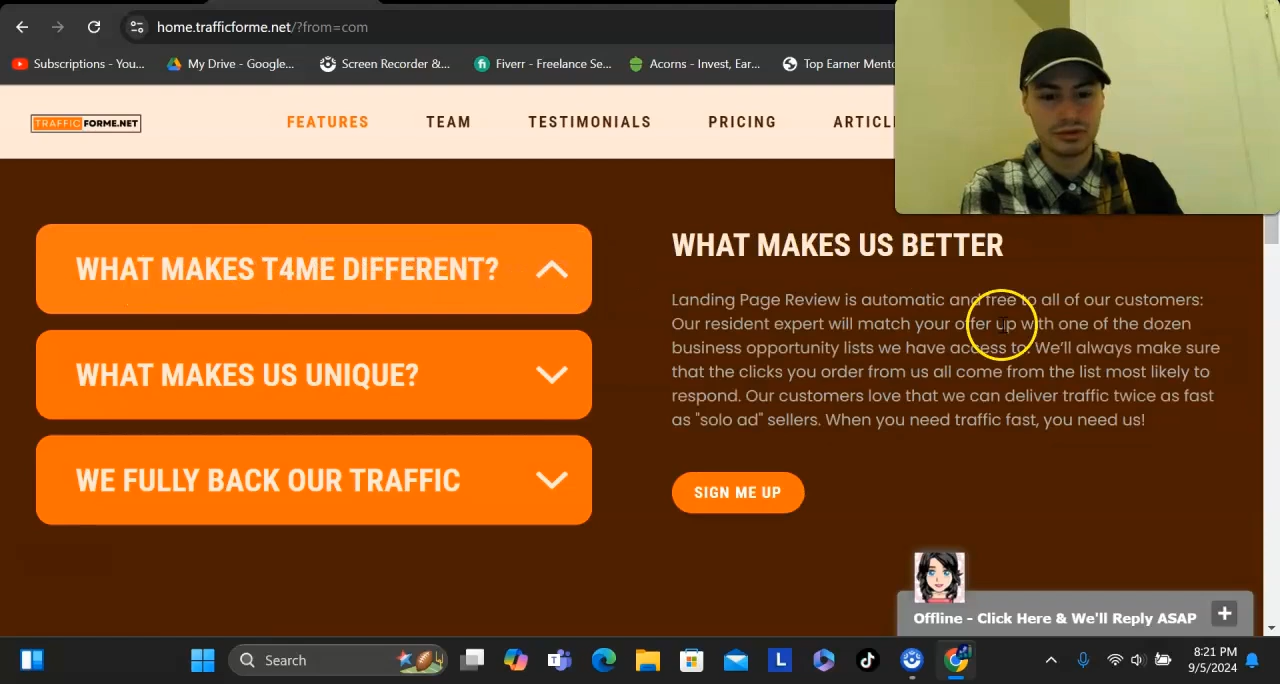 home.trafficforme.net/?from=com
Subscriptions - You...
My Drive - Google...
Screen Recorder &...
Fiverr - Freelance Se...
Acorns - Invest, Ear...
Top Earner Mento
TRAFFICFORME.NET
FEATURES
TEAM
TESTIMONIALS
PRICING
ARTICL
WHAT MAKES T4ME DIFFERENT?
WHAT MAKES US UNIQUE?
WE FULLY BACK OUR TRAFFIC
WHAT MAKES US BETTER
Landing Page Review is automatic and free to all of our customers:
Our resident expert will match your offer up with one of the dozen
business opportunity lists we have access to. We'll always make sure
that the clicks you order from us all come from the list most likely to
respond. Our customers love that we can deliver traffic twice as fast
as "solo ad" sellers. When you need traffic fast, you need us!
SIGN ME UP
Offline - Click Here & We'll Reply ASAP
Search
8:21 PM
9/5/2024